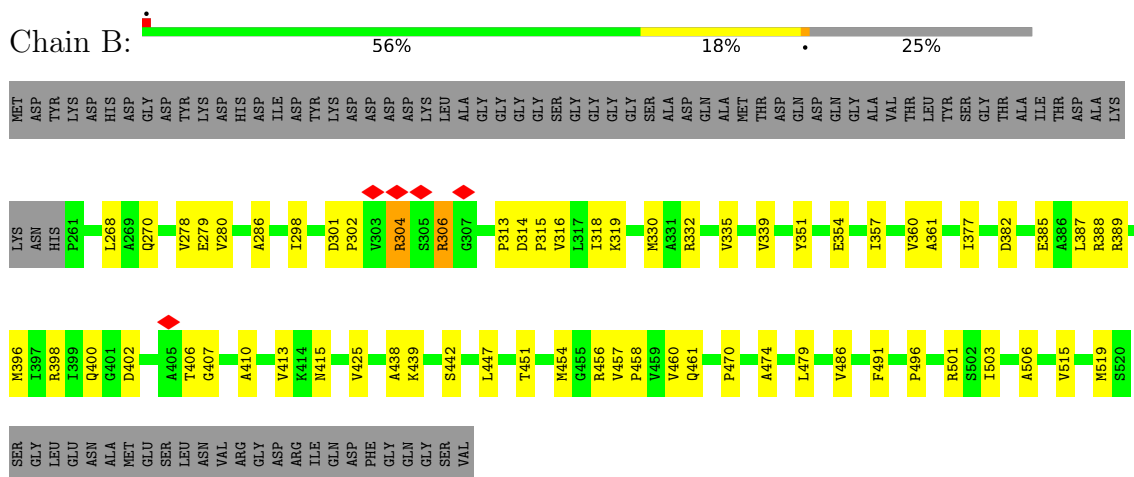 Chain B:
56% 18% • 25%
MET ASP TYR LYS ASP HIS ASP GLY ASP TYR LYS ASP HIS ASP ILE ASP TYR LYS ASP ASP ASP ASP LYS LEU ALA GLY GLY GLY GLY SER GLY GLY GLY GLY GLY SER ALA ASP GLN ALA MET THR ASP GLN ASP GLN GLY ALA VAL THR LEU TYR SER GLY THR ALA ILE THR ASP ALA LYS
LYS ASN HIS P261 L268 A269 Q270 V278 E279 V280 A286 I298 D301 P302 V303 R304 S305 R306 G307 P313 D314 P315 V316 L317 I318 K319 M330 A331 R332 V335 V339 Y351 E354 I357 V360 A361 I377 D382 E385 A386 L387 R388 R389
M396 I397 R398 I399 Q400 G401 D402 A405 T406 G407 A410 V413 K414 N415 V425 A438 K439 S442 L447 T451 M454 G455 R456 V457 P458 V459 V460 Q461 P470 A474 L479 V486 F491 P496 R501 S502 I503 A506 V515 M519 S520
SER GLY LEU GLU ASN ALA MET GLU SER LEU ASN VAL ARG GLY ASP ARG ILE GLN ASP PHE GLY GLN GLY SER VAL